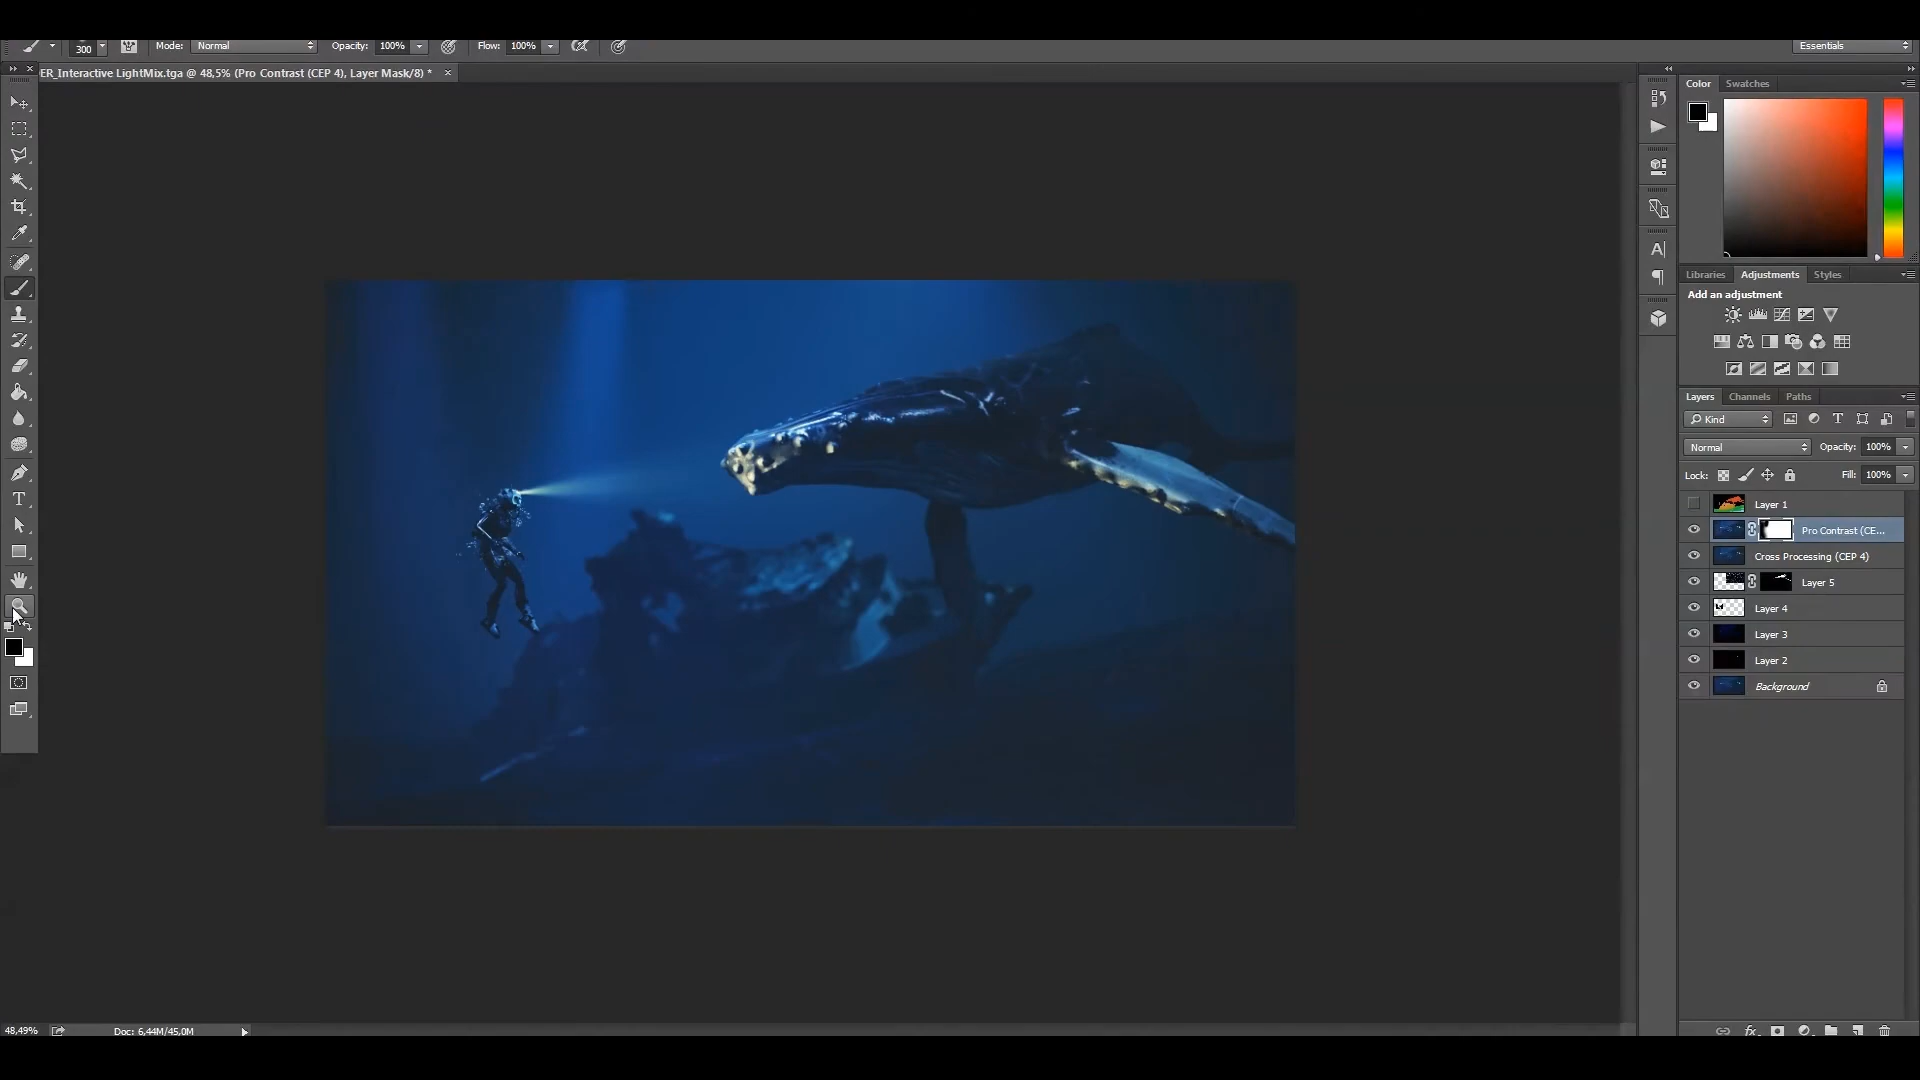 300 Mode: Normal Opacity: 100% Flow: 100% Essentials
ER_Interactive LightMix.tga @ 48,5% (Pro Contrast (CEP 4), Layer Mask/8) * ×
Color Swatches
Libraries Adjustments Styles
Add an adjustment
Layers Channels Paths
Kind
Normal Opacity: 100%
Lock: Fill: 100%
Layer 1
Pro Contrast (CE...
Cross Processing (CEP 4)
Layer 5
Layer 4
Layer 3
Layer 2
Background
48,49% Doc: 6,44M/45,0M